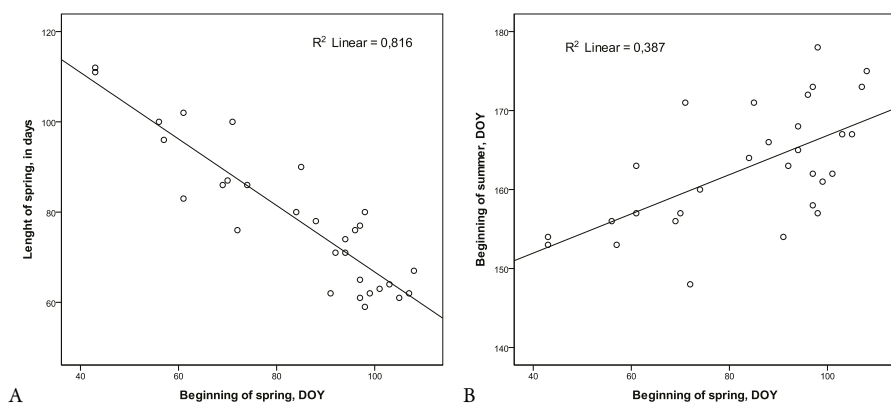 R² Linear = 0,816
120
100
80
60
Lenght of spring, in days
40 60 80 100
Beginning of spring, DOY
A
R² Linear = 0,387
180
170
160
150
140
Beginning of summer, DOY
40 60 80 100
Beginning of spring, DOY
B